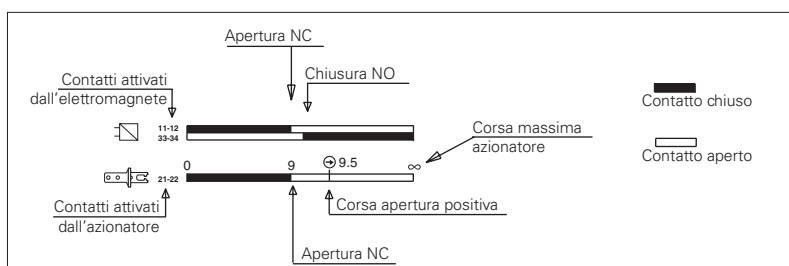 Apertura NC
Chiusura NO
Contatti attivati
dall'elettromagnete
11-12
33-34
Contatto chiuso
Corsa massima
azionatore
Contatto aperto
0
9
9.5
∞
21-22
Contatti attivati
dall'azionatore
Corsa apertura positiva
Apertura NC